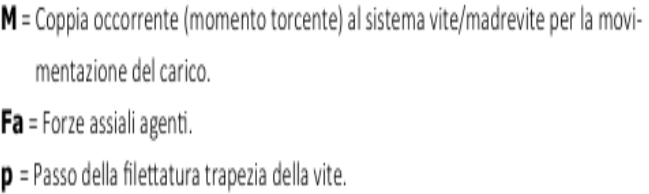 M = Coppia occorrente (momento torcente) al sistema vite/madrevite per la movi-
mentazione del carico.
Fa = Forze assiali agenti.
p = Passo della filettatura trapezia della vite.